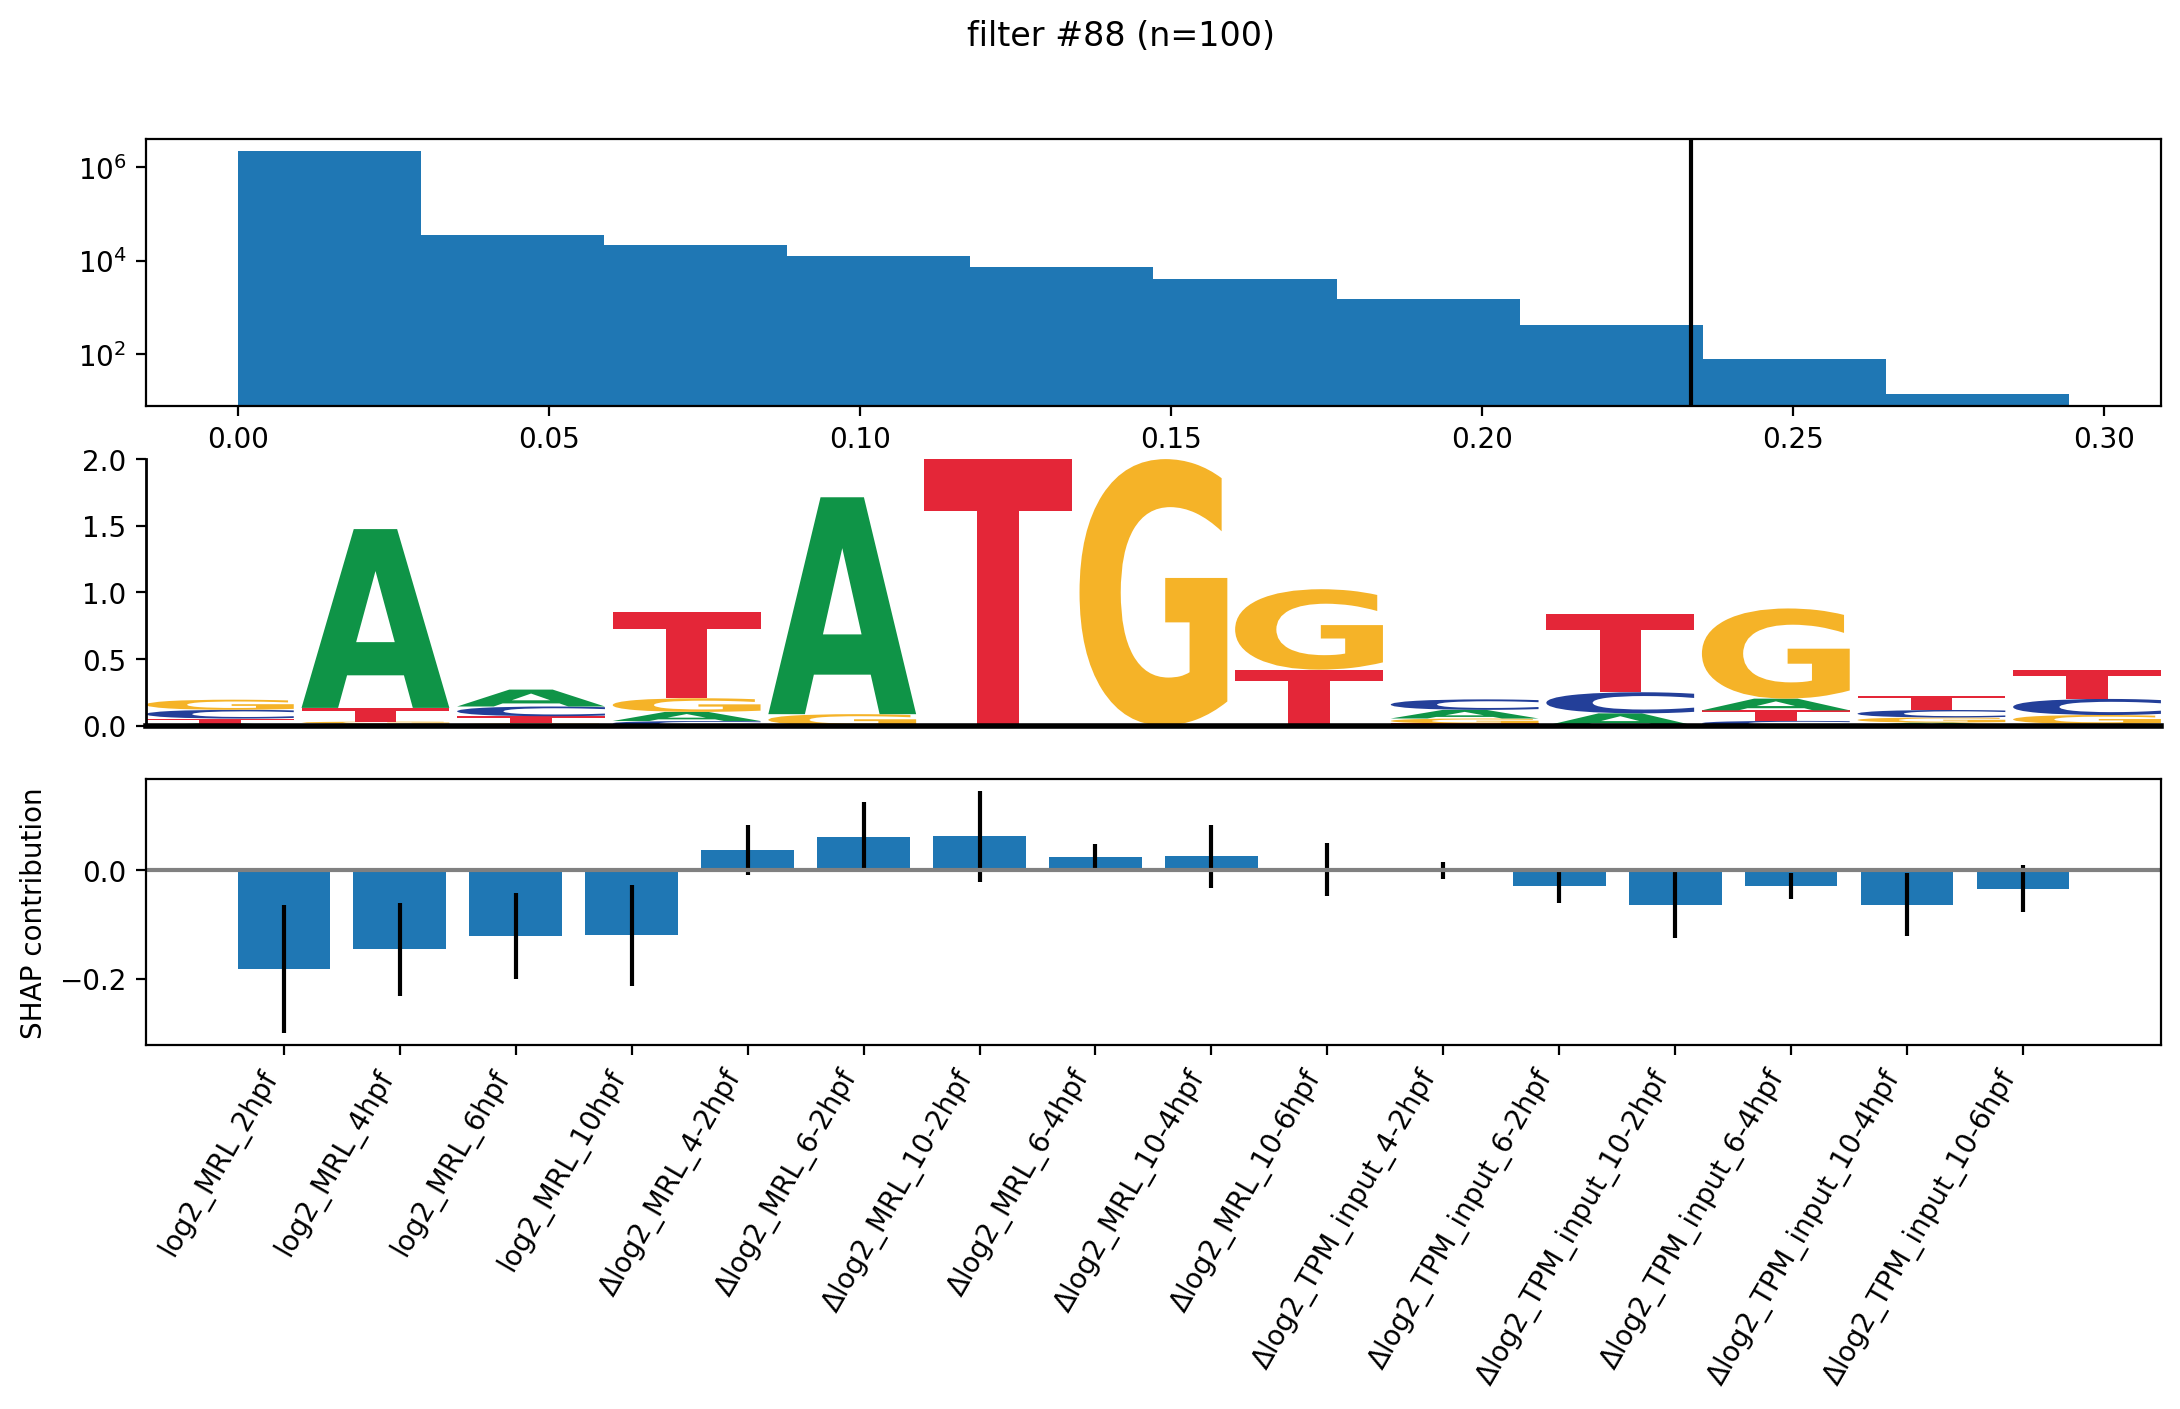 filter #88 (n=100)
10^6
10^4
10^2
0.00 0.05 0.10 0.15 0.20 0.25 0.30
2.0
1.5
1.0
0.5
0.0
G C T
A T G
A C T
T G A C
A G
T
G
G T
C A G
T C A
G A T C
T C G
T C G
SHAP contribution
0.0
−0.2
log2_MRL_2hpf
log2_MRL_4hpf
log2_MRL_6hpf
log2_MRL_10hpf
Δlog2_MRL_4-2hpf
Δlog2_MRL_6-2hpf
Δlog2_MRL_10-2hpf
Δlog2_MRL_6-4hpf
Δlog2_MRL_10-4hpf
Δlog2_MRL_10-6hpf
Δlog2_TPM_input_4-2hpf
Δlog2_TPM_input_6-2hpf
Δlog2_TPM_input_10-2hpf
Δlog2_TPM_input_6-4hpf
Δlog2_TPM_input_10-4hpf
Δlog2_TPM_input_10-6hpf